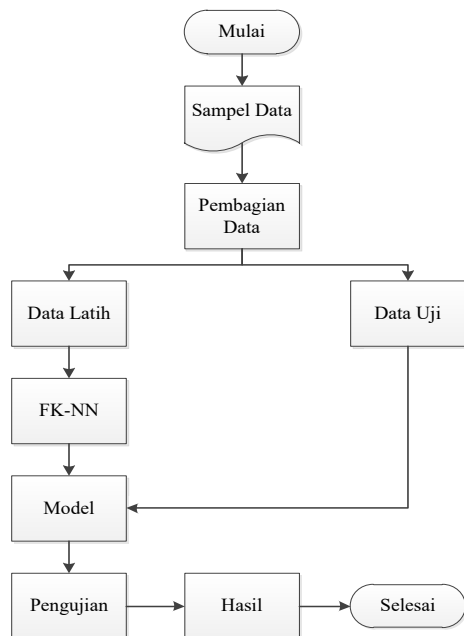 Mulai
Sampel Data
Pembagian
Data
Data Latih
Data Uji
FK-NN
Model
Pengujian
Hasil
Selesai